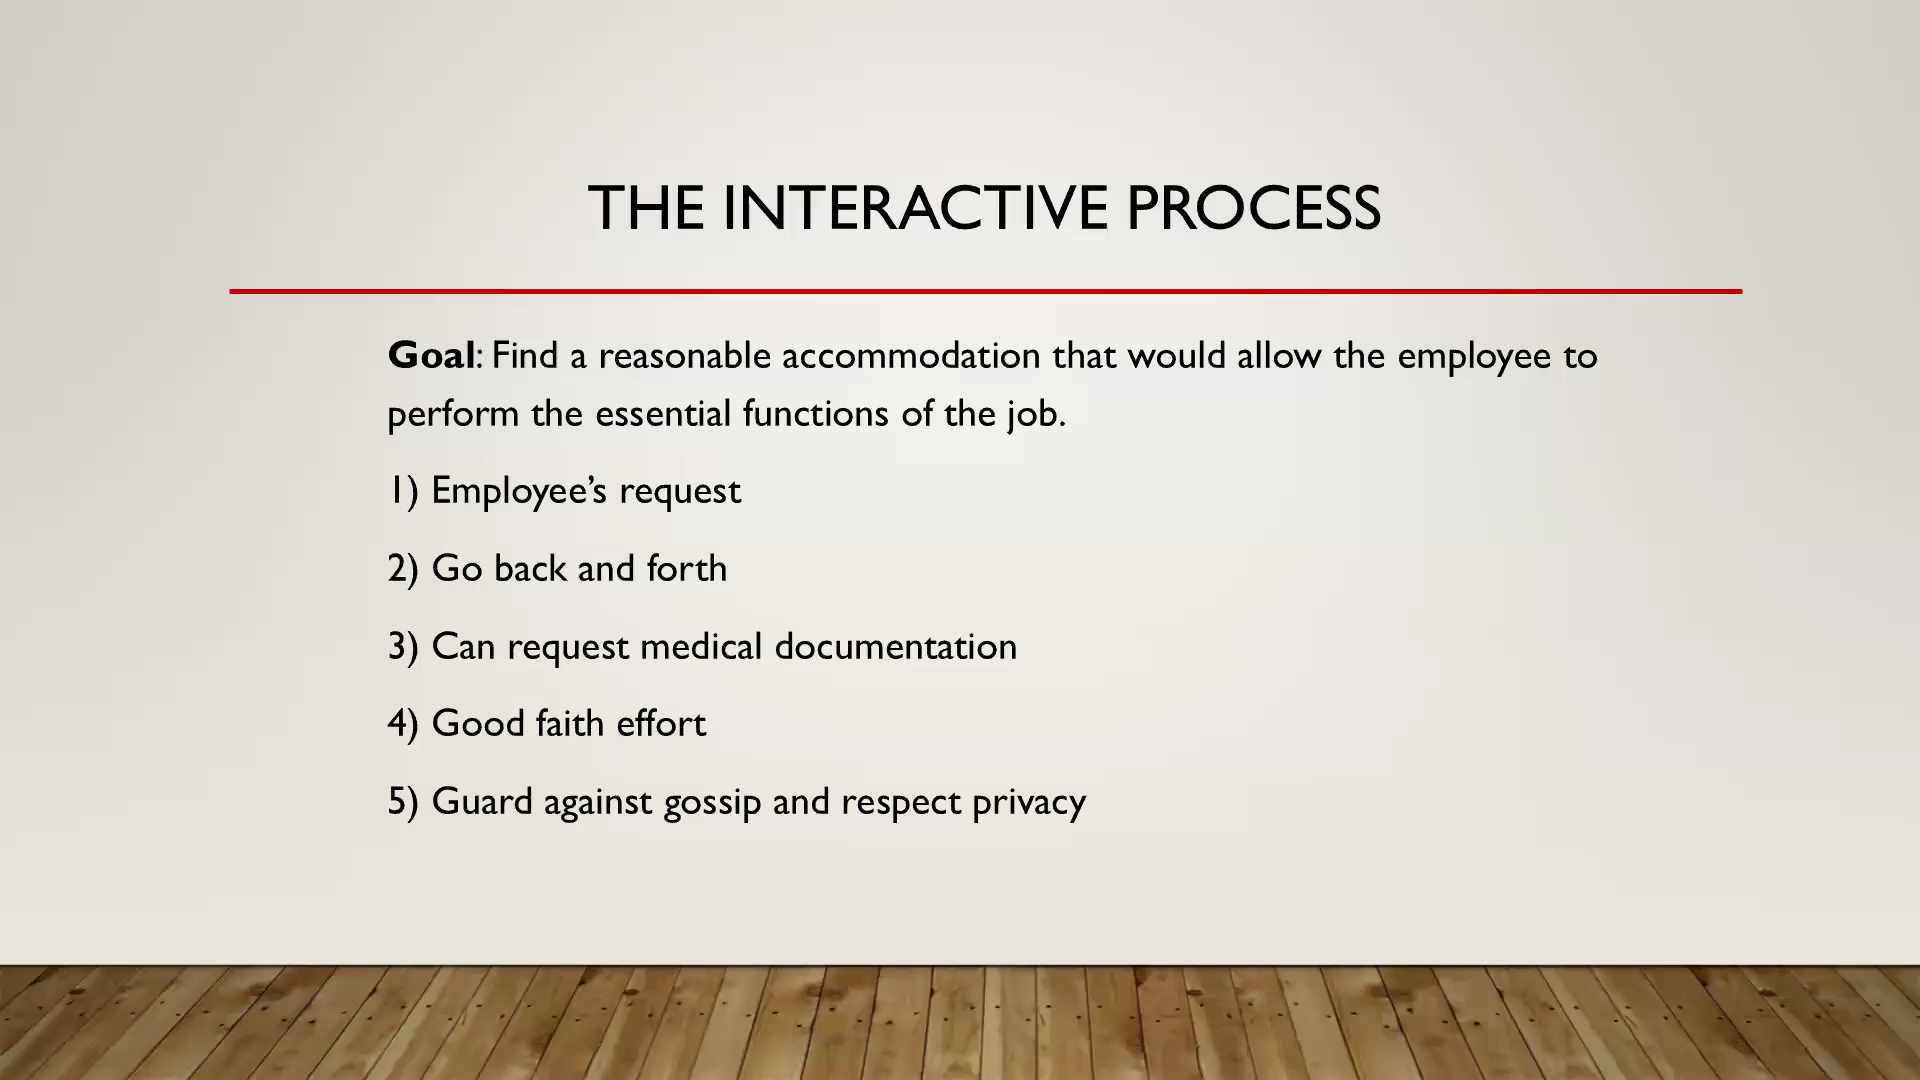 THE INTERACTIVE PROCESS
Goal: Find a reasonable accommodation that would allow the employee to
perform the essential functions of the job.
1) Employee’s request
2) Go back and forth
3) Can request medical documentation
4) Good faith effort
5) Guard against gossip and respect privacy